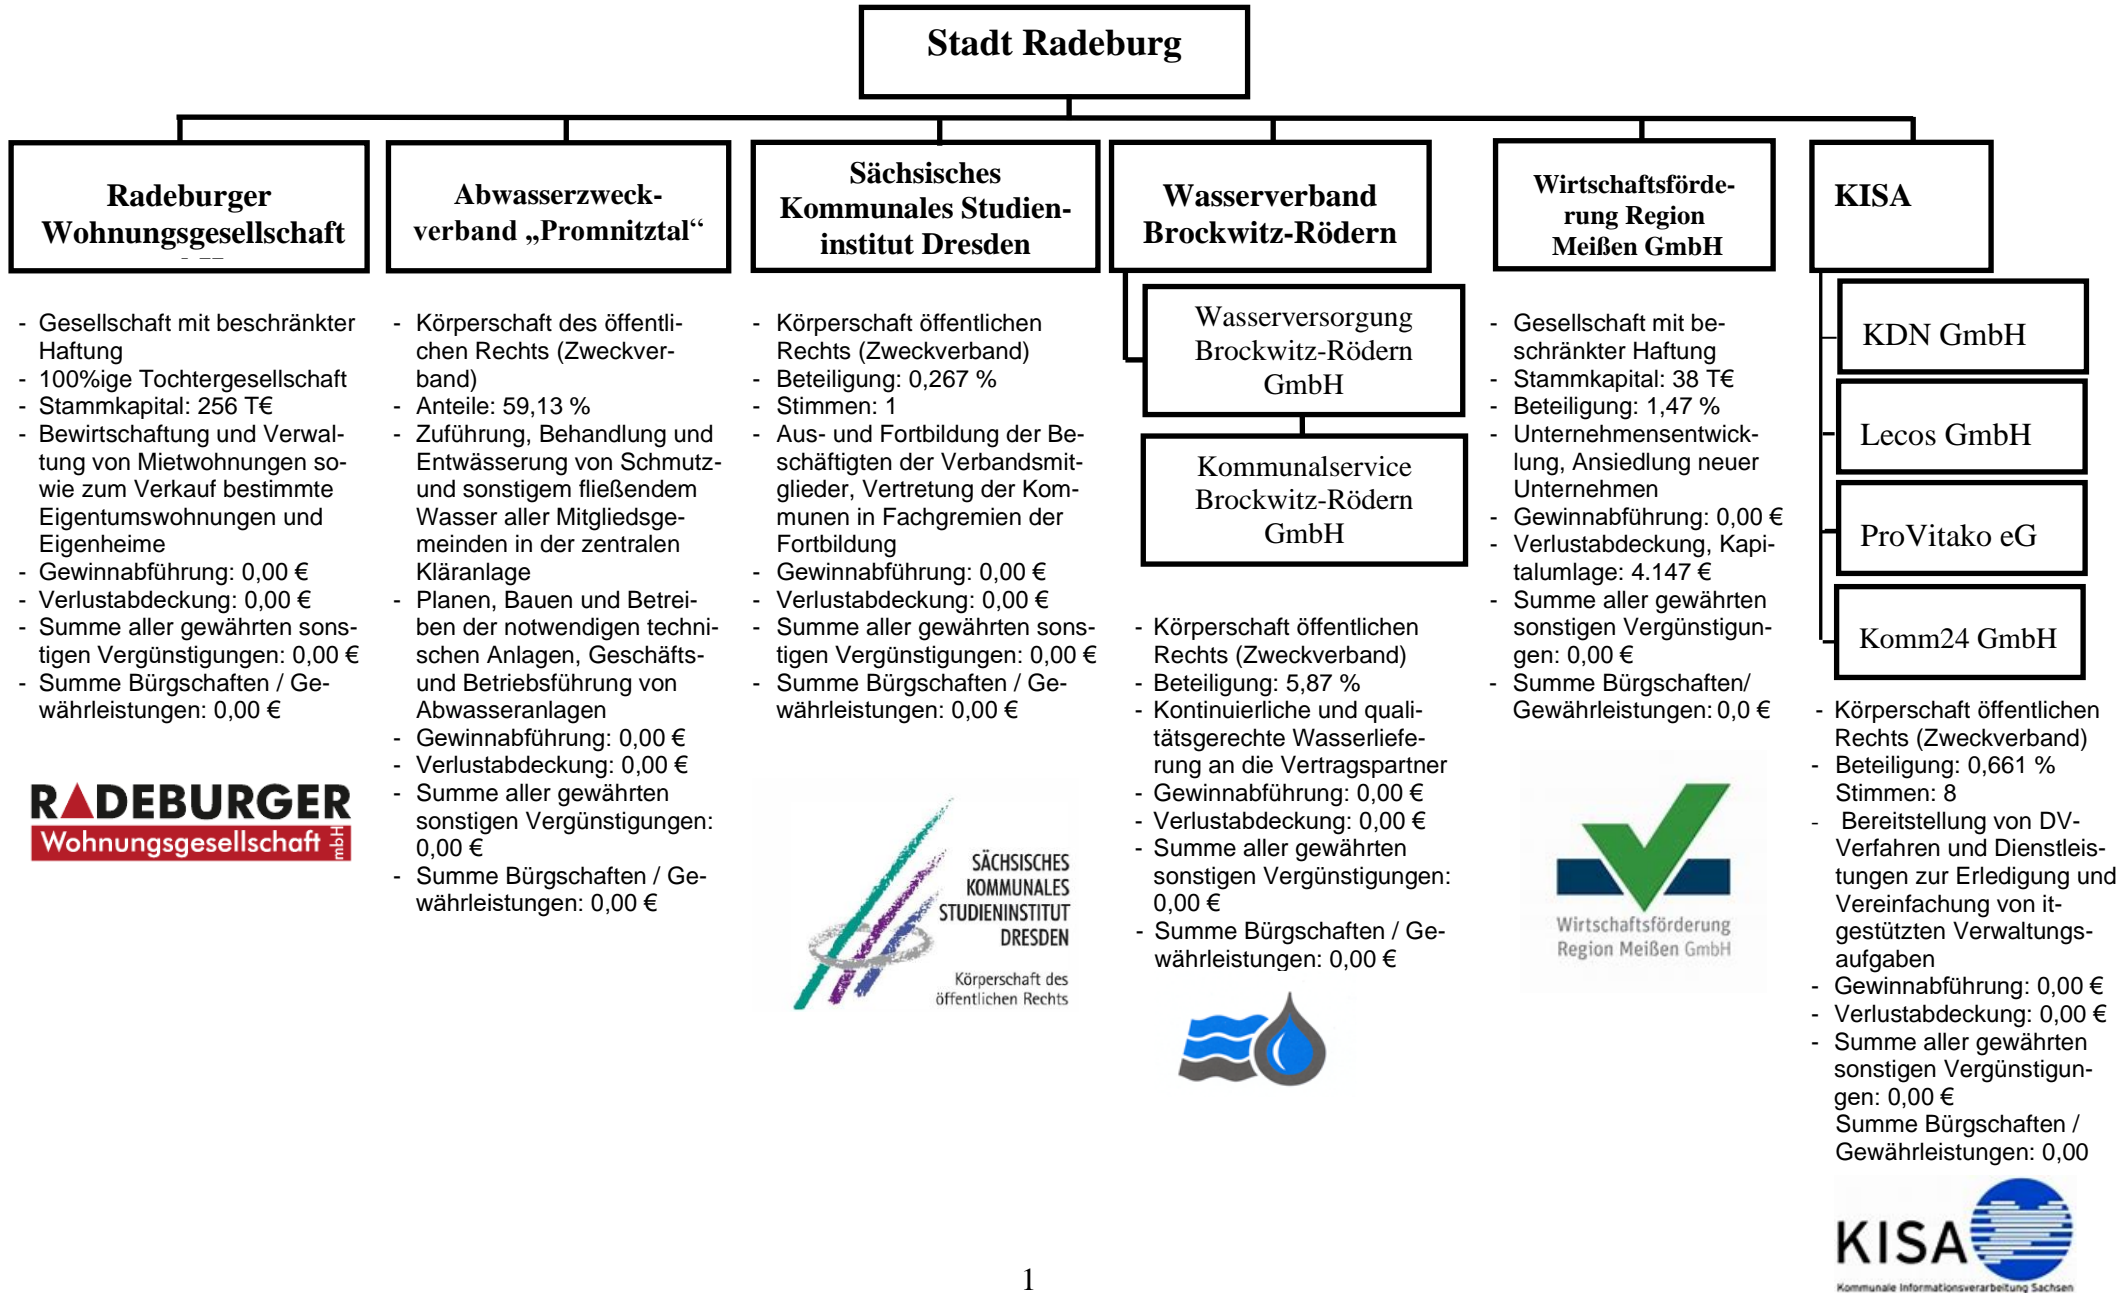 Stadt Radeburg
Radeburger
Wohnungsgesellschaft
Abwasserzweck-
verband „Promnitztal“
Sächsisches
Kommunales Studien-
institut Dresden
Wasserverband
Brockwitz-Rödern
Wirtschaftsförde-
rung Region
Meißen GmbH
KISA
- Gesellschaft mit beschränkter
Haftung
- 100%ige Tochtergesellschaft
- Stammkapital: 256 T€
- Bewirtschaftung und Verwal-
tung von Mietwohnungen so-
wie zum Verkauf bestimmte
Eigentumswohnungen und
Eigenheime
- Gewinnabführung: 0,00 €
- Verlustabdeckung: 0,00 €
- Summe aller gewährten sons-
tigen Vergünstigungen: 0,00 €
- Summe Bürgschaften / Ge-
währleistungen: 0,00 €
RADEBURGER
Wohnungsgesellschaft mbH
- Körperschaft des öffentli-
chen Rechts (Zweckver-
band)
- Anteile: 59,13 %
- Zuführung, Behandlung und
Entwässerung von Schmutz-
und sonstigem fließendem
Wasser aller Mitgliedsge-
meinden in der zentralen
Kläranlage
- Planen, Bauen und Betrei-
ben der notwendigen techni-
schen Anlagen, Geschäfts-
und Betriebsführung von
Abwasseranlagen
- Gewinnabführung: 0,00 €
- Verlustabdeckung: 0,00 €
- Summe aller gewährten
sonstigen Vergünstigungen:
0,00 €
- Summe Bürgschaften / Ge-
währleistungen: 0,00 €
- Körperschaft öffentlichen
Rechts (Zweckverband)
- Beteiligung: 0,267 %
- Stimmen: 1
- Aus- und Fortbildung der Be-
schäftigten der Verbandsmit-
glieder, Vertretung der Kom-
munen in Fachgremien der
Fortbildung
- Gewinnabführung: 0,00 €
- Verlustabdeckung: 0,00 €
- Summe aller gewährten sons-
tigen Vergünstigungen: 0,00 €
- Summe Bürgschaften / Ge-
währleistungen: 0,00 €
SÄCHSISCHES
KOMMUNALES
STUDIENINSTITUT
DRESDEN
Körperschaft des
öffentlichen Rechts
Wasserversorgung
Brockwitz-Rödern
GmbH
Kommunalservice
Brockwitz-Rödern
GmbH
- Körperschaft öffentlichen
Rechts (Zweckverband)
- Beteiligung: 5,87 %
- Kontinuierliche und quali-
tätsgerechte Wasserliefe-
rung an die Vertragspartner
- Gewinnabführung: 0,00 €
- Verlustabdeckung: 0,00 €
- Summe aller gewährten
sonstigen Vergünstigungen:
0,00 €
- Summe Bürgschaften / Ge-
währleistungen: 0,00 €
- Gesellschaft mit be-
schränkter Haftung
- Stammkapital: 38 T€
- Beteiligung: 1,47 %
- Unternehmensentwick-
lung, Ansiedlung neuer
Unternehmen
- Gewinnabführung: 0,00 €
- Verlustabdeckung, Kapi-
talumlage: 4.147 €
- Summe aller gewährten
sonstigen Vergünstigun-
gen: 0,00 €
- Summe Bürgschaften/
Gewährleistungen: 0,0 €
Wirtschaftsförderung
Region Meißen GmbH
KDN GmbH
Lecos GmbH
ProVitako eG
Komm24 GmbH
- Körperschaft öffentlichen
Rechts (Zweckverband)
- Beteiligung: 0,661 %
Stimmen: 8
- Bereitstellung von DV-
Verfahren und Dienstleis-
tungen zur Erledigung und
Vereinfachung von it-
gestützten Verwaltungs-
aufgaben
- Gewinnabführung: 0,00 €
- Verlustabdeckung: 0,00 €
- Summe aller gewährten
sonstigen Vergünstigun-
gen: 0,00 €
Summe Bürgschaften /
Gewährleistungen: 0,00
KISA
Kommunale Informationsverarbeitung Sachsen
1